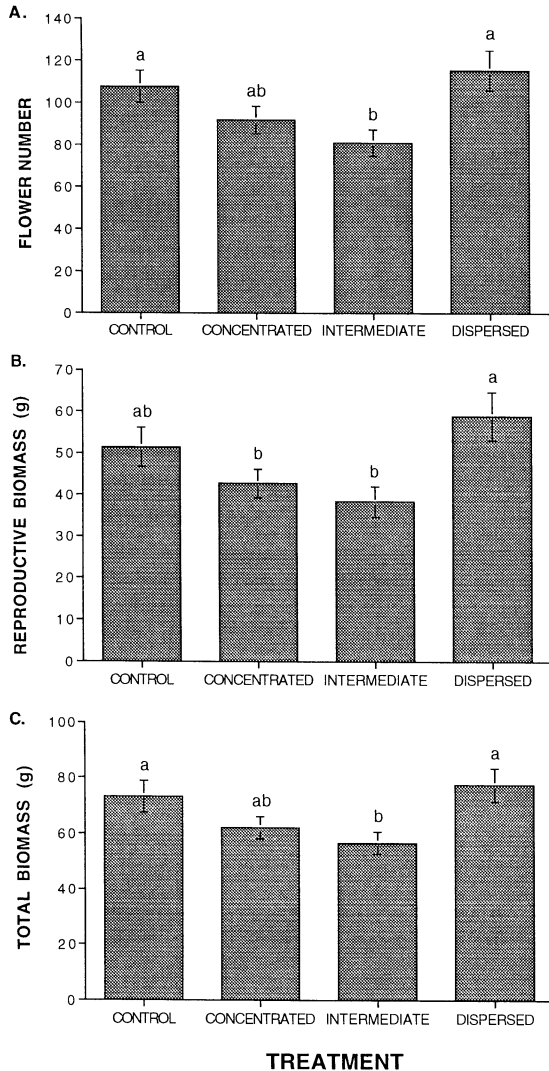 A.
140
120
100
80
60
40
20
0
FLOWER NUMBER
a
ab
b
a
CONTROL CONCENTRATED INTERMEDIATE DISPERSED
B.
70
60
50
40
30
20
10
0
REPRODUCTIVE BIOMASS (g)
ab
b
b
a
CONTROL CONCENTRATED INTERMEDIATE DISPERSED
C.
100
80
60
40
20
0
TOTAL BIOMASS (g)
a
ab
b
a
CONTROL CONCENTRATED INTERMEDIATE DISPERSED
TREATMENT